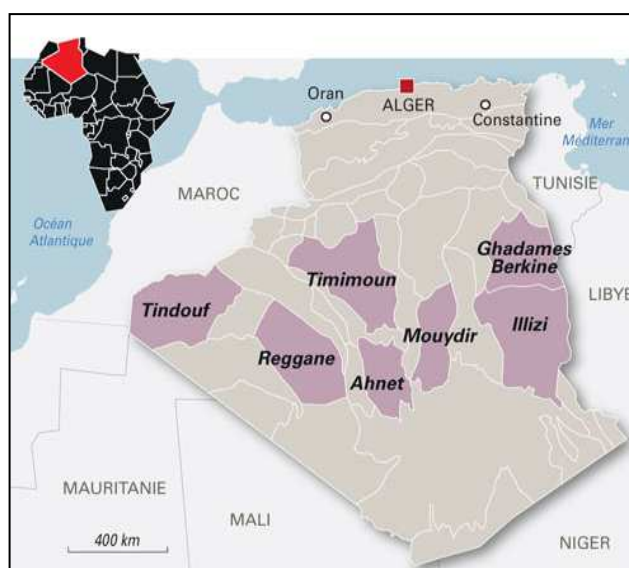 Oran
ALGER
Constantine
Mer
Méditerran
MAROC
TUNISIE
Océan
Atlantique
Ghadames
Berkine
Timimoun
LIBYE
Tindouf
Illizi
Mouydir
Reggane
Ahnet
MAURITANIE
MALI
NIGER
400 km